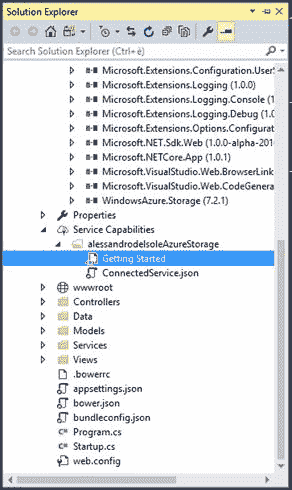 Solution Explorer
Search Solution Explorer (Ctrl+è)
Microsoft.Extensions.Configuration.UserS
Microsoft.Extensions.Logging (1.0.0)
Microsoft.Extensions.Logging.Console (1.0.0)
Microsoft.Extensions.Logging.Debug (1.0.0)
Microsoft.Extensions.Options.Configurat
Microsoft.NET.Sdk.Web (1.0.0-alpha-201
Microsoft.NETCore.App (1.0.1)
Microsoft.VisualStudio.Web.BrowserLink
Microsoft.VisualStudio.Web.CodeGenera
WindowsAzure.Storage (7.2.1)
Properties
Service Capabilities
alessandrodelsoleAzureStorage
Getting Started
ConnectedService.json
wwwroot
Controllers
Data
Models
Services
Views
.bowerrc
appsettings.json
bower.json
bundleconfig.json
C# Program.cs
C# Startup.cs
web.config